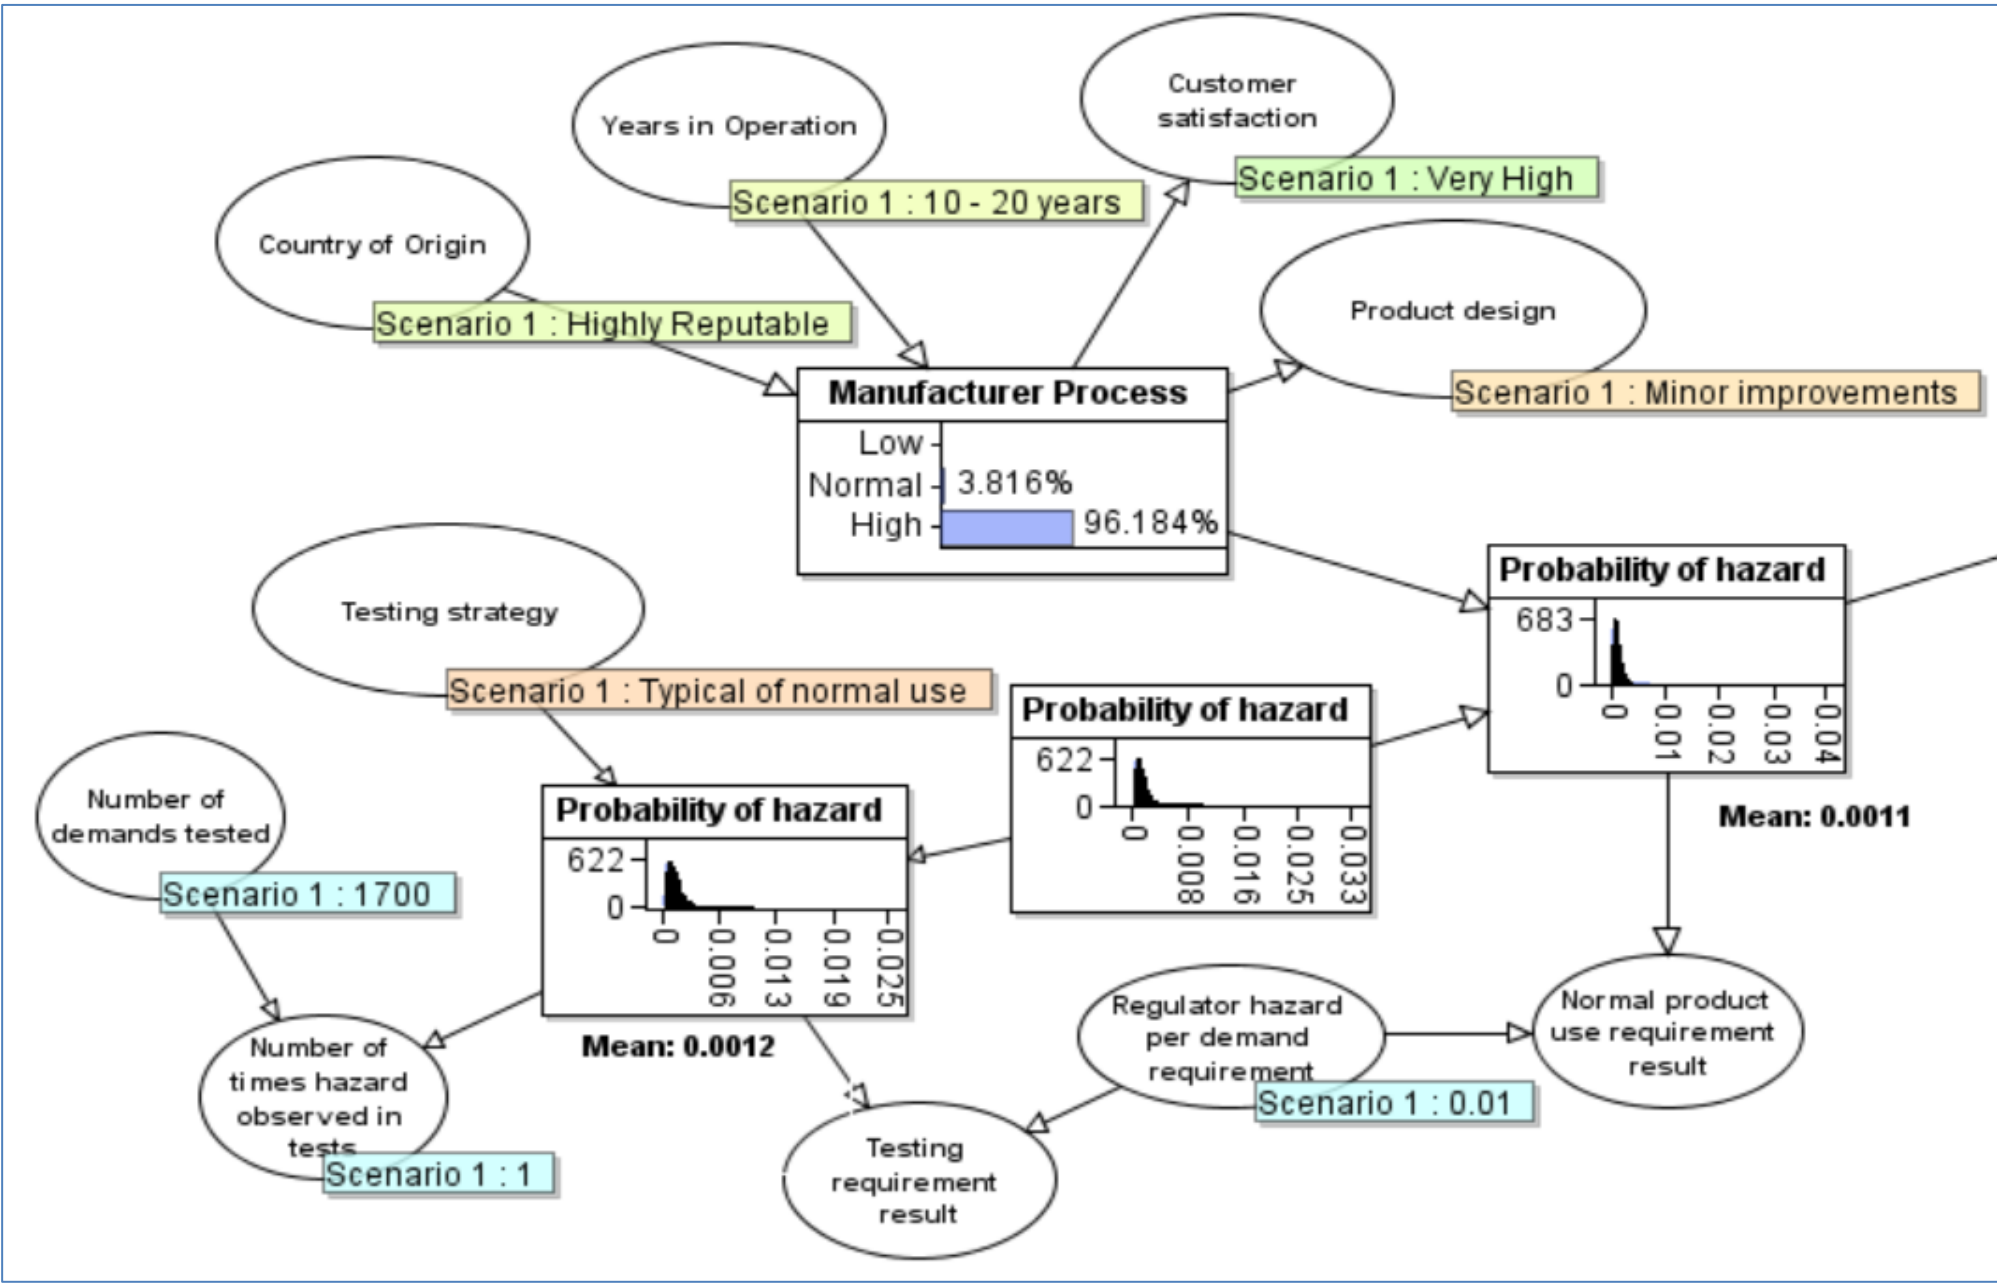 Customer
satisfaction
Scenario 1 : Very High
Years in Operation
Scenario 1 : 10 - 20 years
Country of Origin
Scenario 1 : Highly Reputable
Product design
Scenario 1 : Minor improvements
Manufacturer Process
Low
Normal 3.816%
High 96.184%
Testing strategy
Scenario 1 : Typical of normal use
Probability of hazard
683
0
0
0.01
0.02
0.03
0.04
Mean: 0.0011
Probability of hazard
622
0
0
0.008
0.016
0.025
0.033
Number of
demands tested
Scenario 1 : 1700
Probability of hazard
622
0
0
0.006
0.013
0.019
0.025
Mean: 0.0012
Number of
times hazard
observed in
tests
Scenario 1 : 1
Regulator hazard
per demand
requirement
Scenario 1 : 0.01
Normal product
use requirement
result
Testing
requirement
result